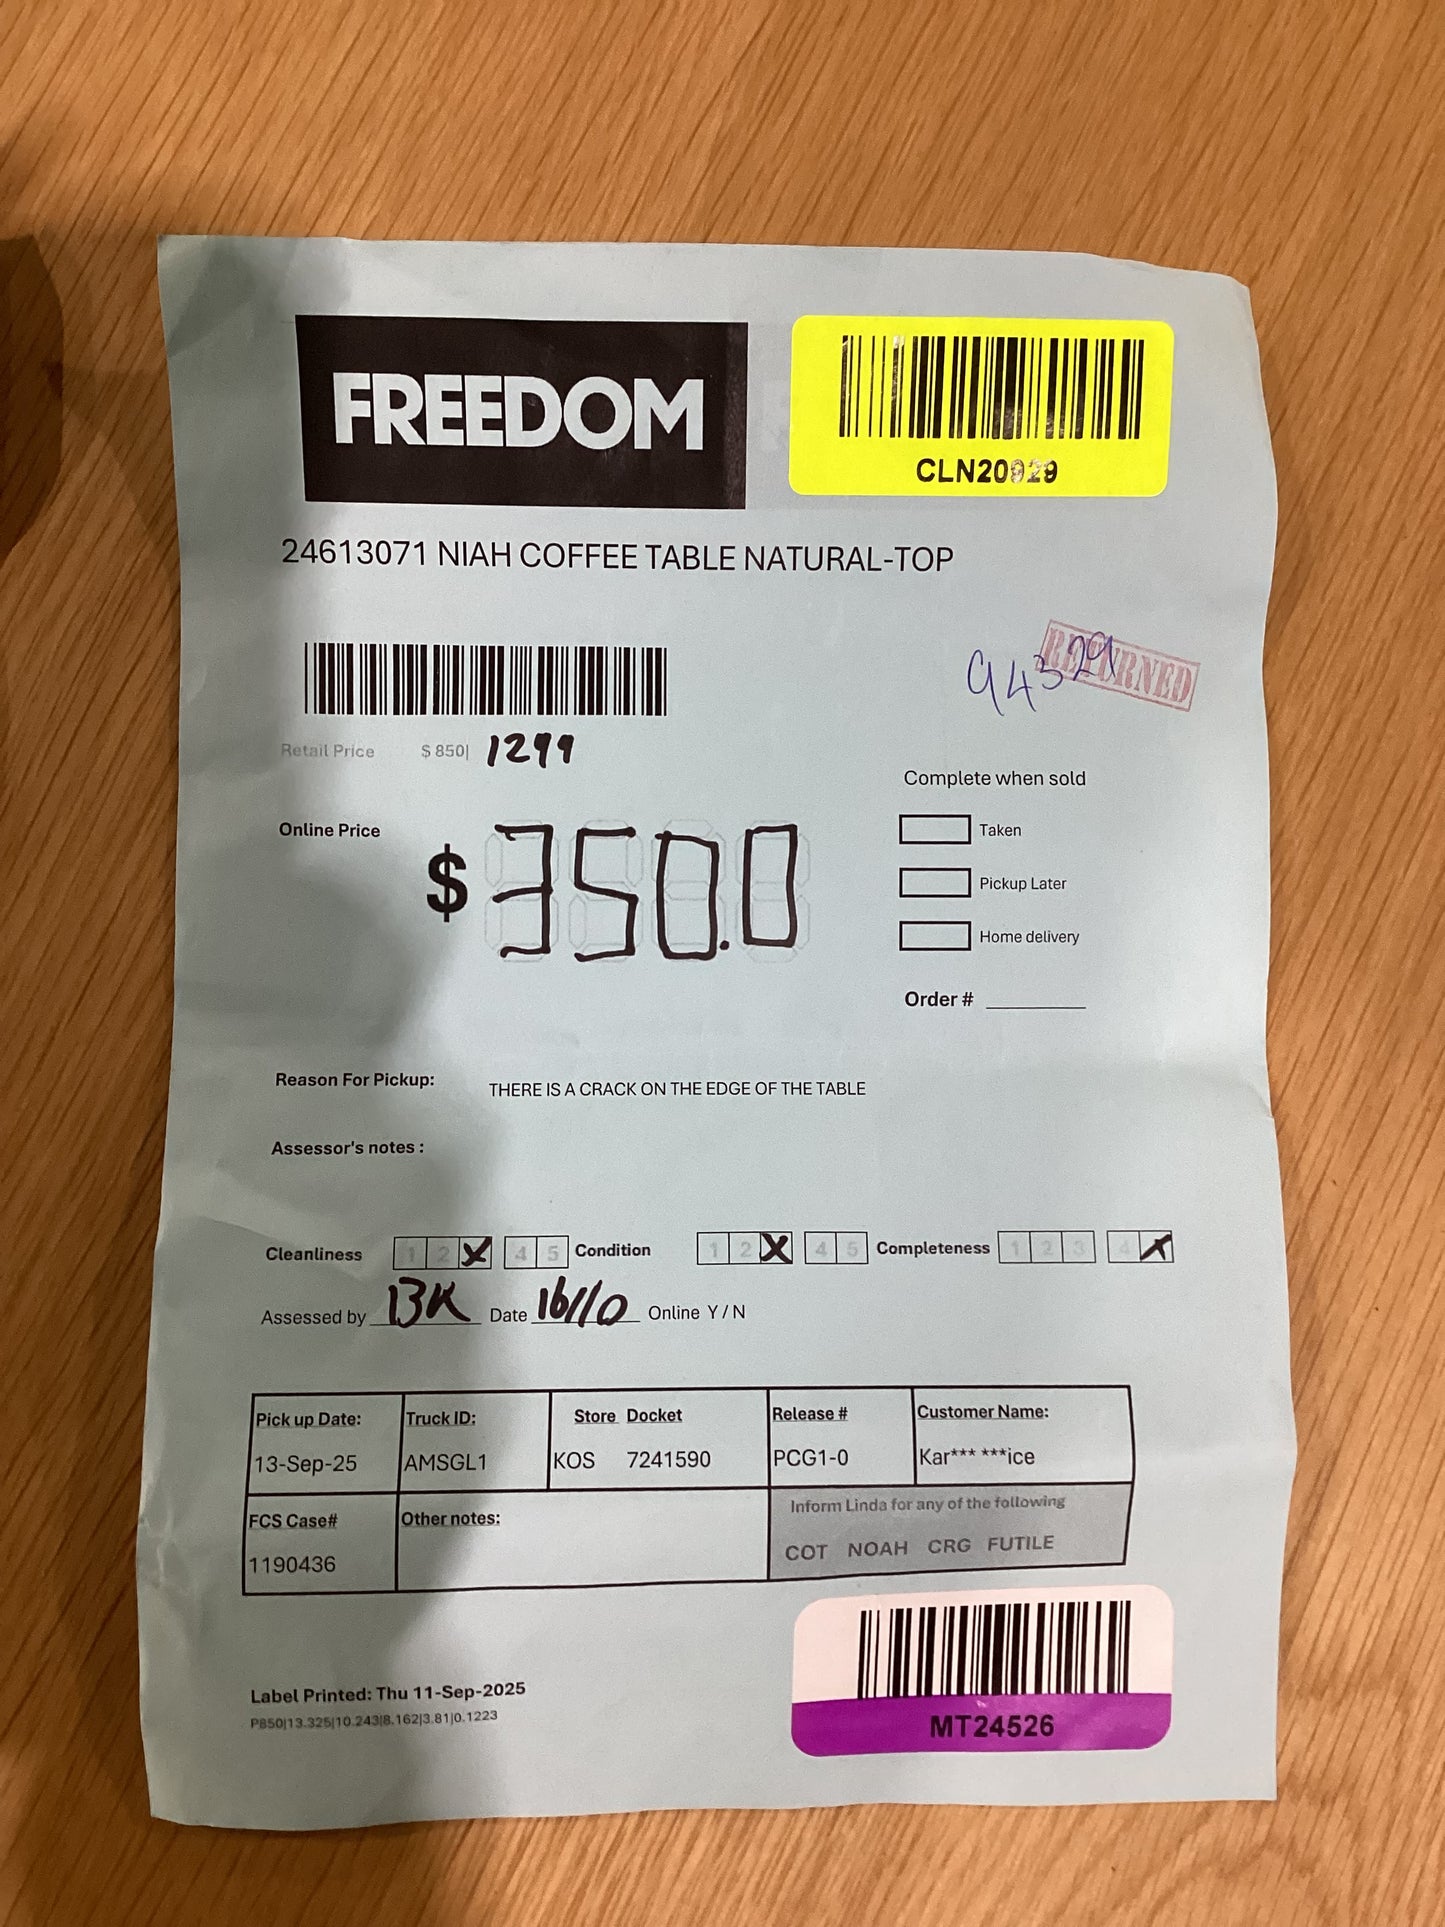 FREEDOM
CLN20929
24613071 NIAH COFFEE TABLE NATURAL-TOP
94329
RETURNED
Retail Price $ 850| 1299
Complete when sold
Online Price $ 350.0
Taken
Pickup Later
Home delivery
Order #
Reason For Pickup: THERE IS A CRACK ON THE EDGE OF THE TABLE
Assessor's notes :
Cleanliness 1 2 X 4 5 Condition 1 2 X 4 5 Completeness 1 2 3 4 X
Assessed by BK Date 16/10 Online Y / N
Pick up Date: Truck ID: Store Docket Release # Customer Name:
13-Sep-25 AMSGL1 KOS 7241590 PCG1-0 Kar*** ***ice
FCS Case# Other notes: Inform Linda for any of the following
1190436 COT NOAH CRG FUTILE
Label Printed: Thu 11-Sep-2025
P850|13.325|10.243|8.162|3.81|0.1223
MT24526